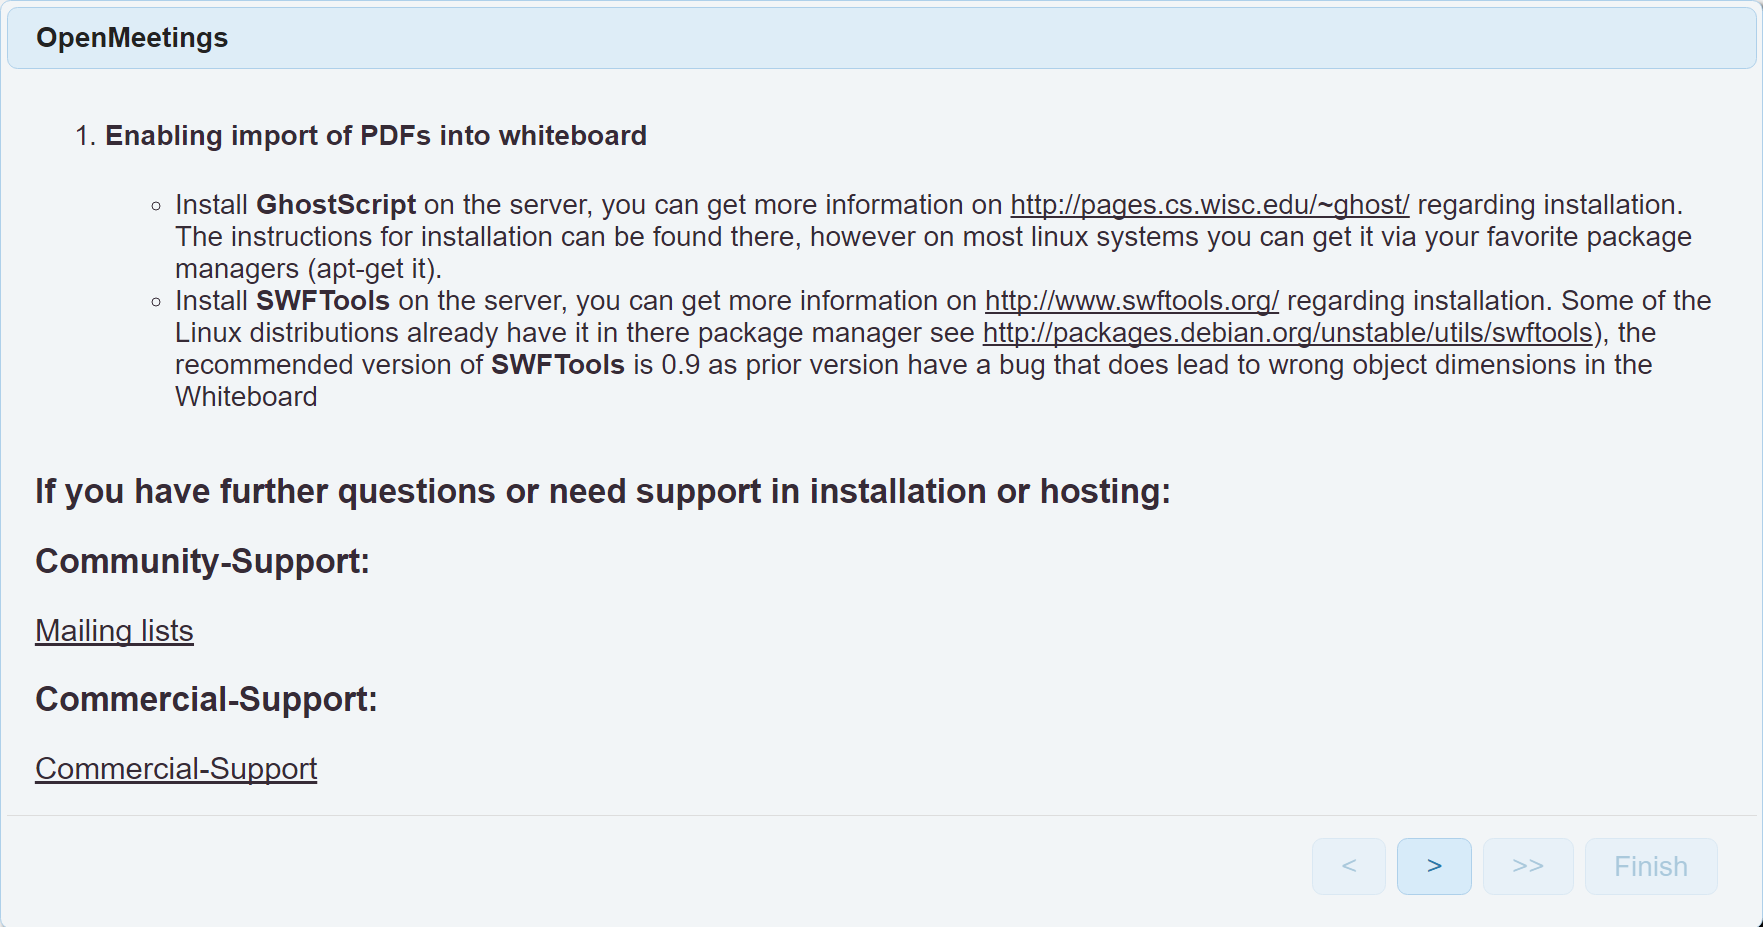 OpenMeetings
1. Enabling import of PDFs into whiteboard
Install GhostScript on the server, you can get more information on http://pages.cs.wisc.edu/~ghost/ regarding installation.
The instructions for installation can be found there, however on most linux systems you can get it via your favorite package
managers (apt-get it).
Install SWFTools on the server, you can get more information on http://www.swftools.org/ regarding installation. Some of the
Linux distributions already have it in there package manager see http://packages.debian.org/unstable/utils/swftools), the
recommended version of SWFTools is 0.9 as prior version have a bug that does lead to wrong object dimensions in the
Whiteboard
If you have further questions or need support in installation or hosting:
Community-Support:
Mailing lists
Commercial-Support:
Commercial-Support
< > >> Finish